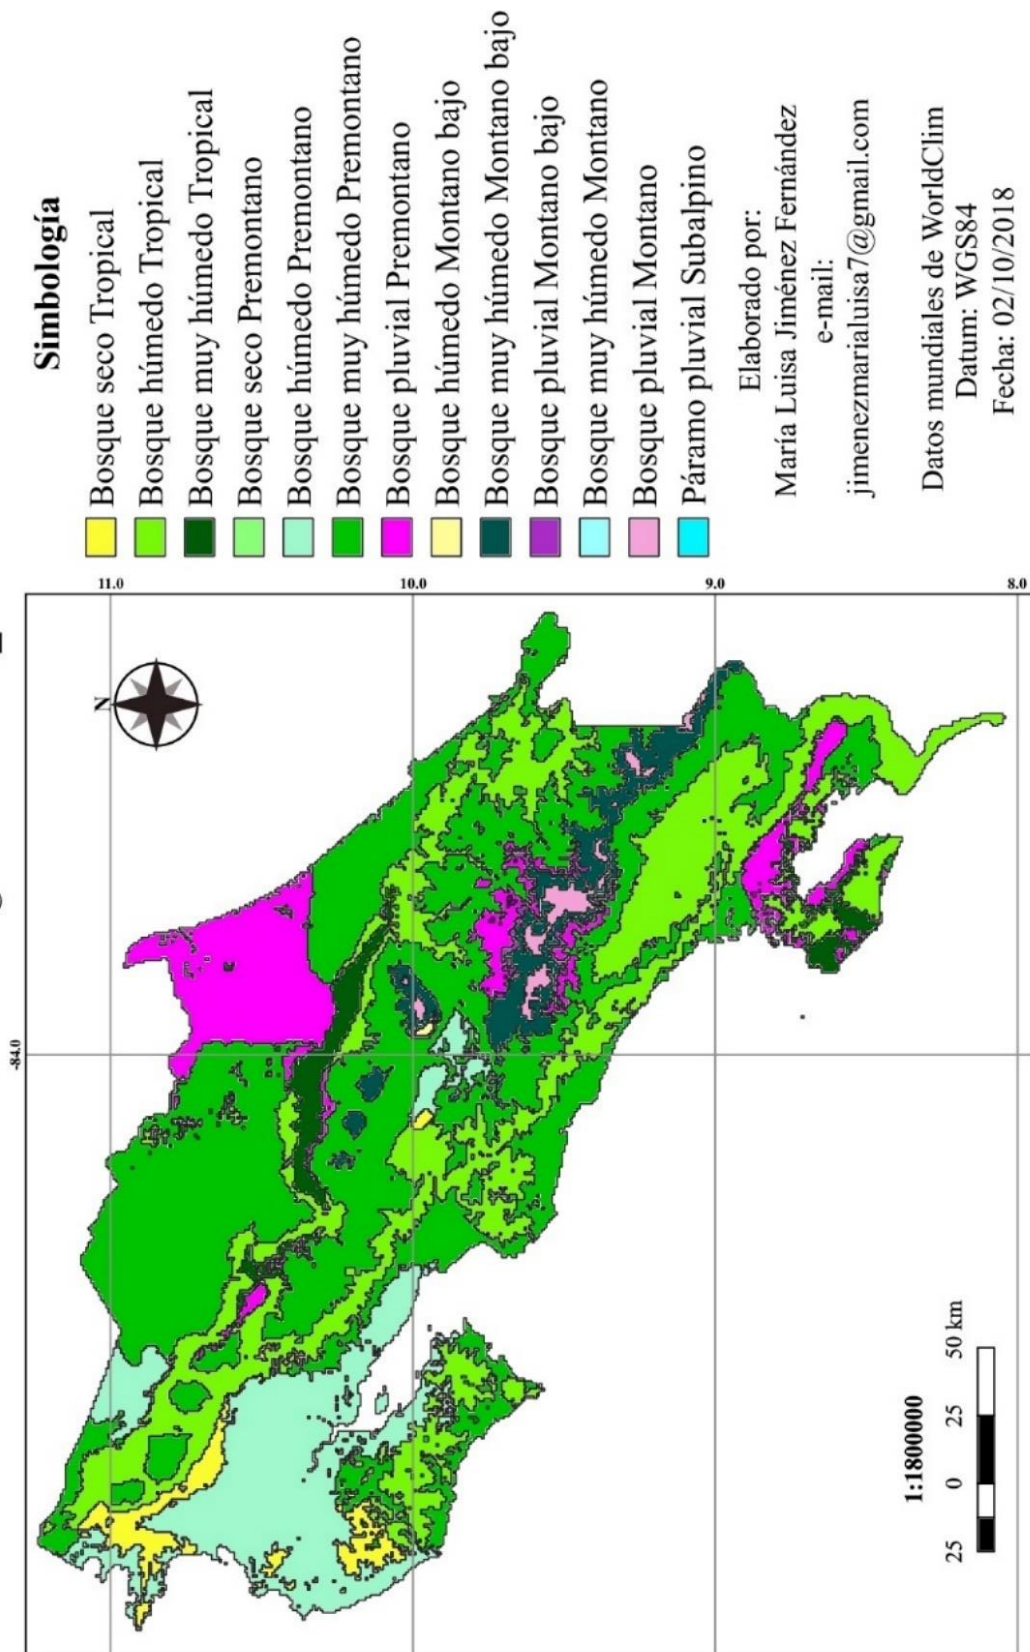 Simbología
Bosque seco Tropical
Bosque húmedo Tropical
Bosque muy húmedo Tropical
Bosque seco Premontano
Bosque húmedo Premontano
Bosque muy húmedo Premontano
Bosque pluvial Premontano
Bosque húmedo Montano bajo
Bosque muy húmedo Montano bajo
Bosque pluvial Montano bajo
Bosque muy húmedo Montano
Bosque pluvial Montano
Páramo pluvial Subalpino
Elaborado por:
María Luisa Jiménez Fernández
e-mail:
jimenezmarialuisa7@gmail.com
Datos mundiales de WorldClim
Datum: WGS84
Fecha: 02/10/2018
-84.0
N
11.0
10.0
9.0
8.0
1:1800000
25 0 25 50 km